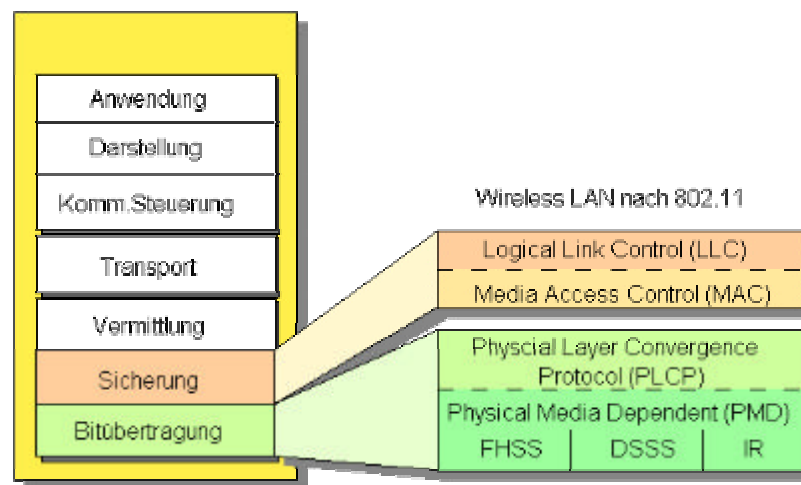 Anwendung
Darstellung
Komm.Steuerung
Transport
Vermittlung
Sicherung
Bitübertragung
Wireless LAN nach 802.11
Logical Link Control (LLC)
Media Access Control (MAC)
Physcial Layer Convergence
Protocol (PLCP)
Physical Media Dependent (PMD)
FHSS DSSS IR